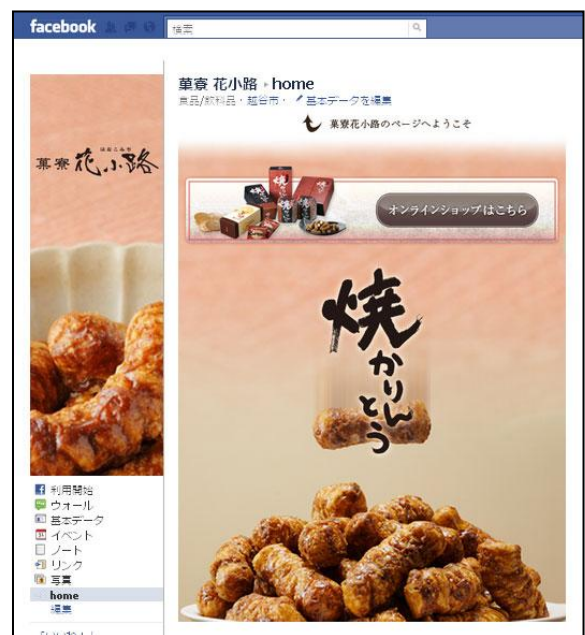 facebook
検索
菓寮 花小路 ▸ home
食品/飲料品・越谷市・ 基本データを編集
菓寮花小路のページへようこそ
菓寮 花小路
オンラインショップはこちら
焼かりんとう
利用開始
ウォール
基本データ
イベント
ノート
リンク
写真
home
編集